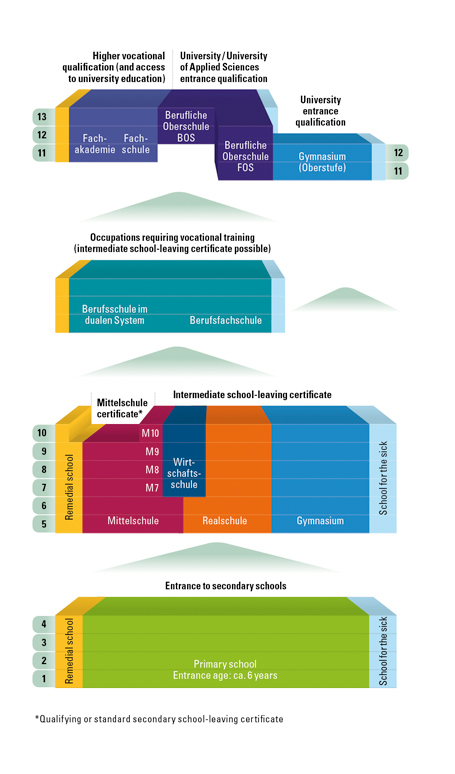 Higher vocational
qualification (and access
to university education)
University / University
of Applied Sciences
entrance qualification
University
entrance
qualification
13
12
11
Fach-
akademie
Fach-
schule
Berufliche
Oberschule
BOS
Berufliche
Oberschule
FOS
Gymnasium
(Oberstufe)
12
11
Occupations requiring vocational training
(intermediate school-leaving certificate possible)
Berufsschule im
dualen System
Berufsfachschule
Mittelschule
certificate*
Intermediate school-leaving certificate
10
9
8
7
6
5
Remedial school
M10
M9
M8
M7
Mittelschule
Wirt-
schafts-
schule
Realschule
Gymnasium
School for the sick
Entrance to secondary schools
4
3
2
1
Remedial school
Primary school
Entrance age: ca. 6 years
School for the sick
*Qualifying or standard secondary school-leaving certificate